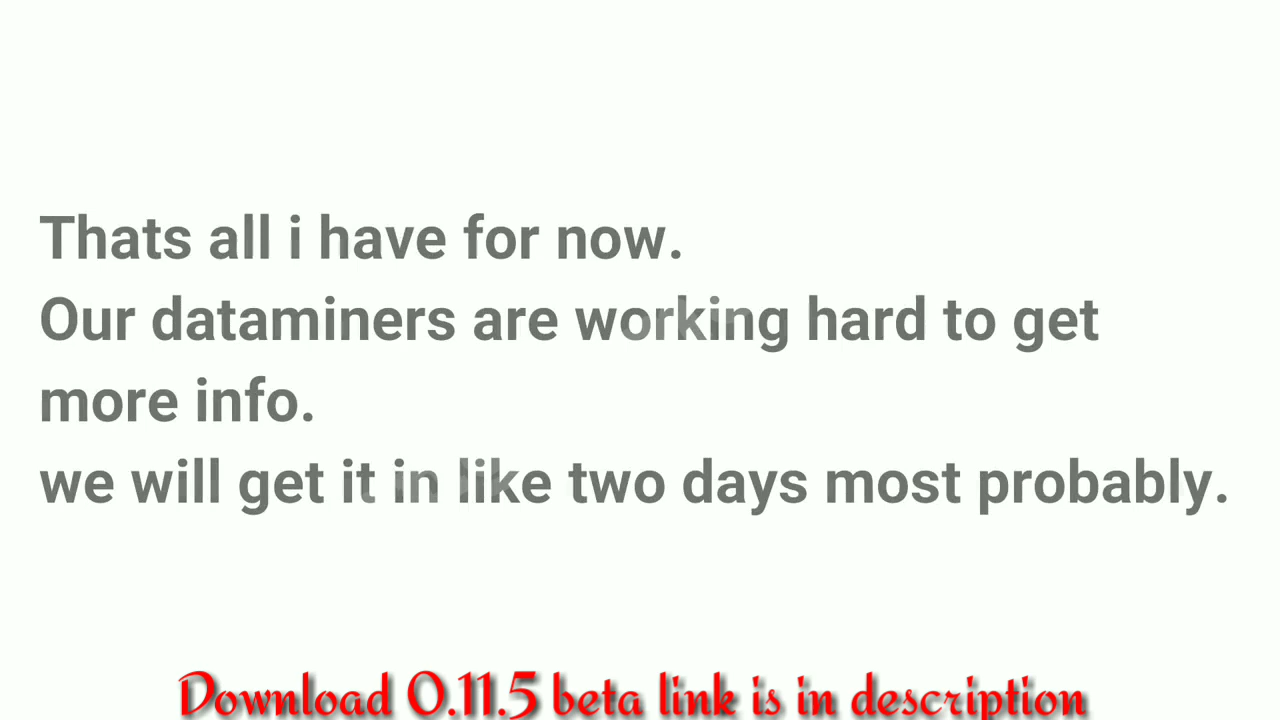 Thats all i have for now.
Our dataminers are working hard to get
more info.
we will get it in like two days most probably.
Download 0.11.5 beta link is in description